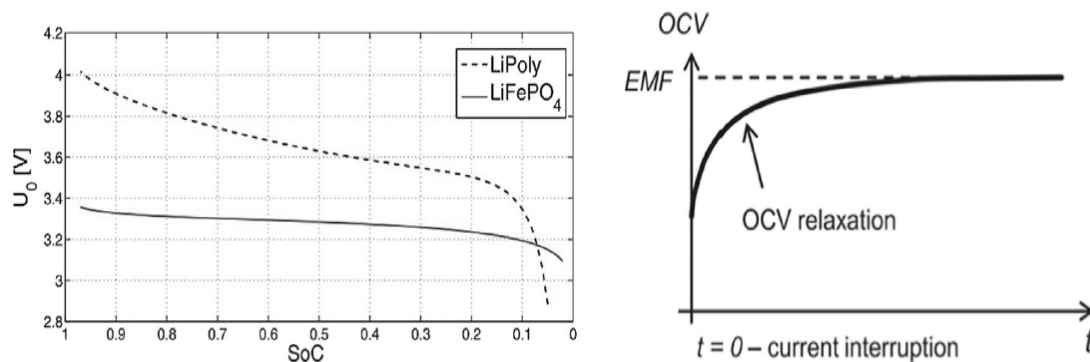 4.2
4
3.8
3.6
3.4
3.2
3
2.8
U0 [V]
1 0.9 0.8 0.7 0.6 0.5 0.4 0.3 0.2 0.1 0
SoC
LiPoly
LiFePO4
OCV
EMF
OCV relaxation
t
t = 0 – current interruption